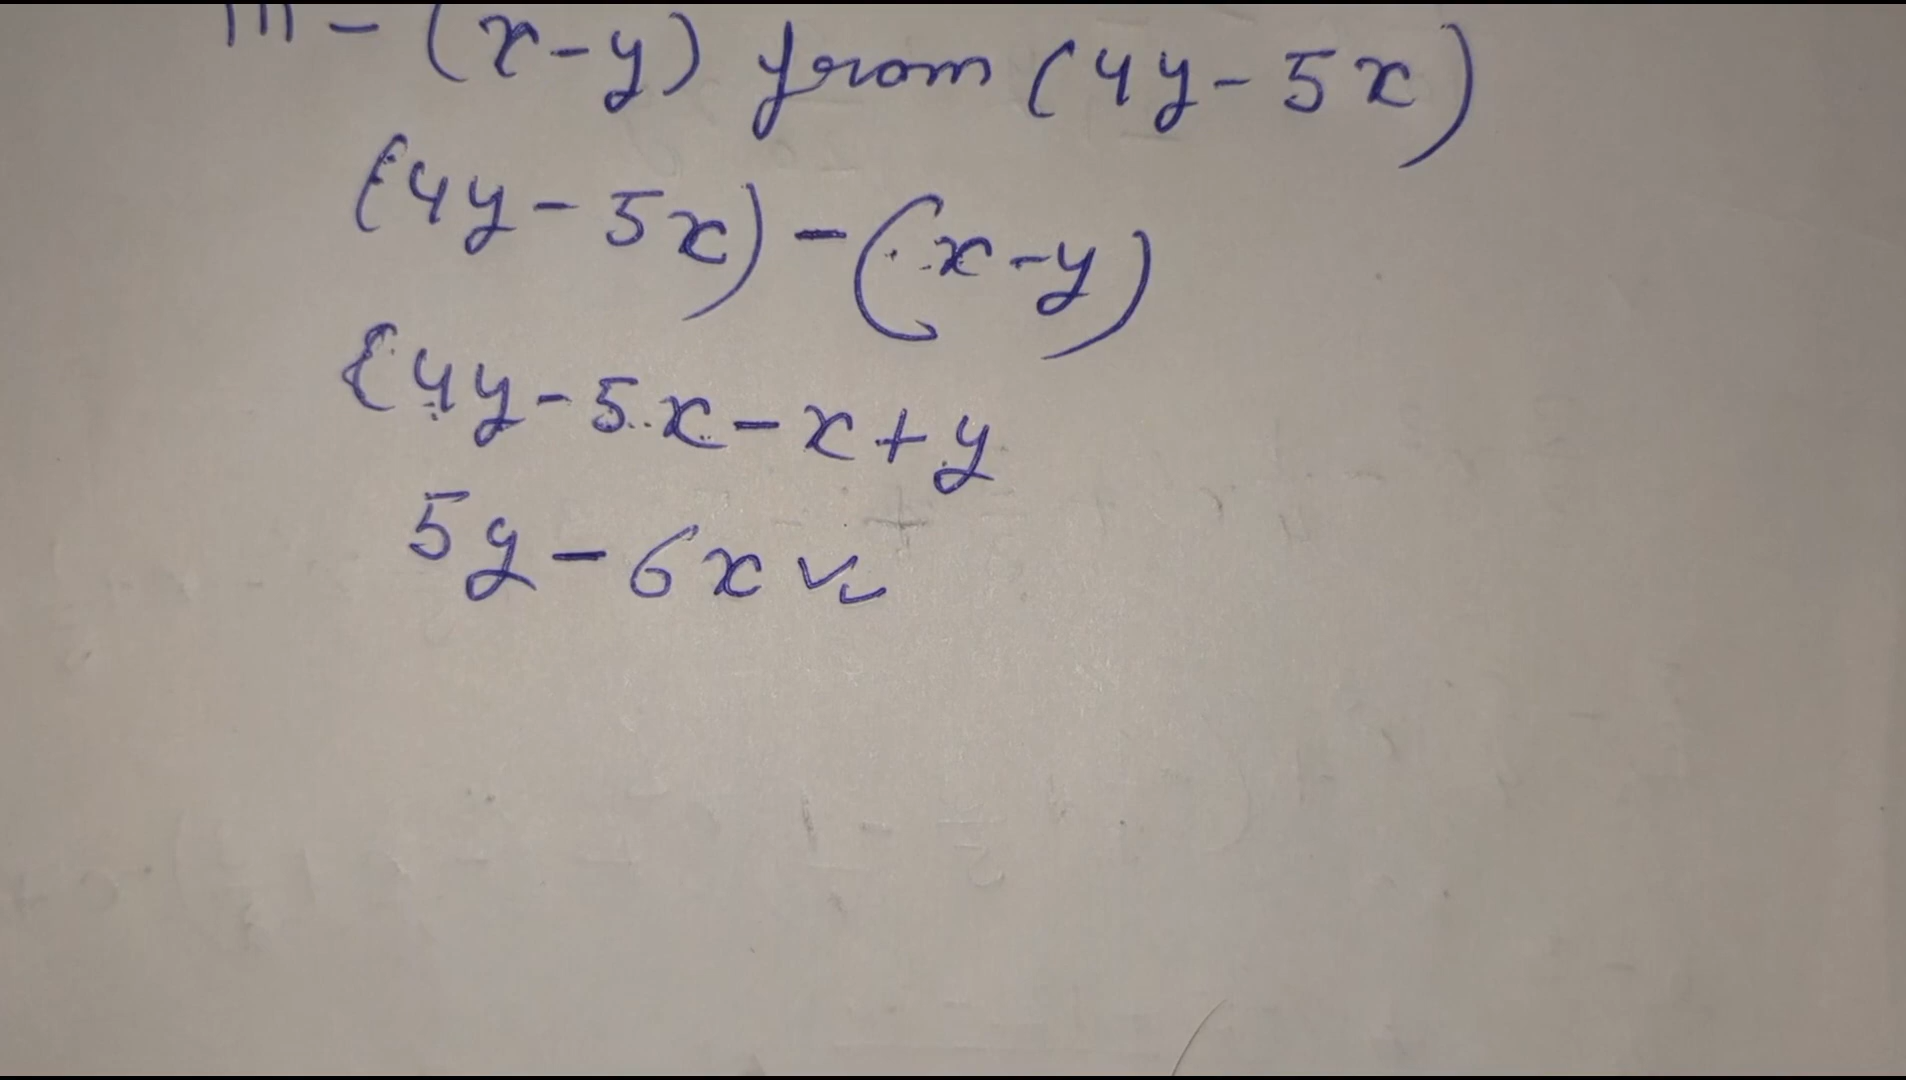 III - (x-y) from (4y-5x)
(4y-5x)-(x-y)
{4y-5x-x+y
5y-6x